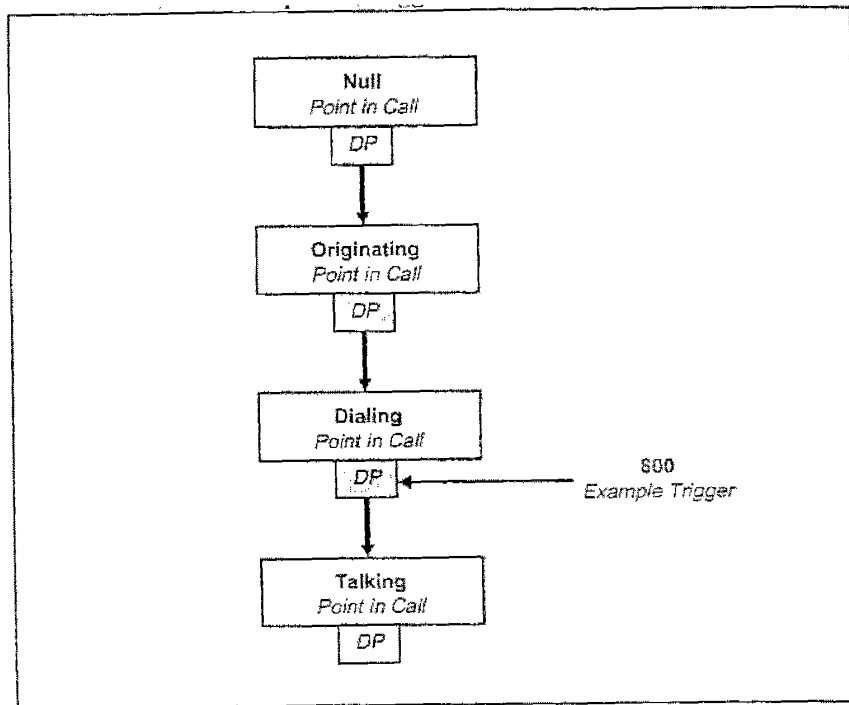 Null
Point in Call
DP
Originating
Point in Call
DP
Dialing
Point in Call
DP
800
Example Trigger
Talking
Point in Call
DP